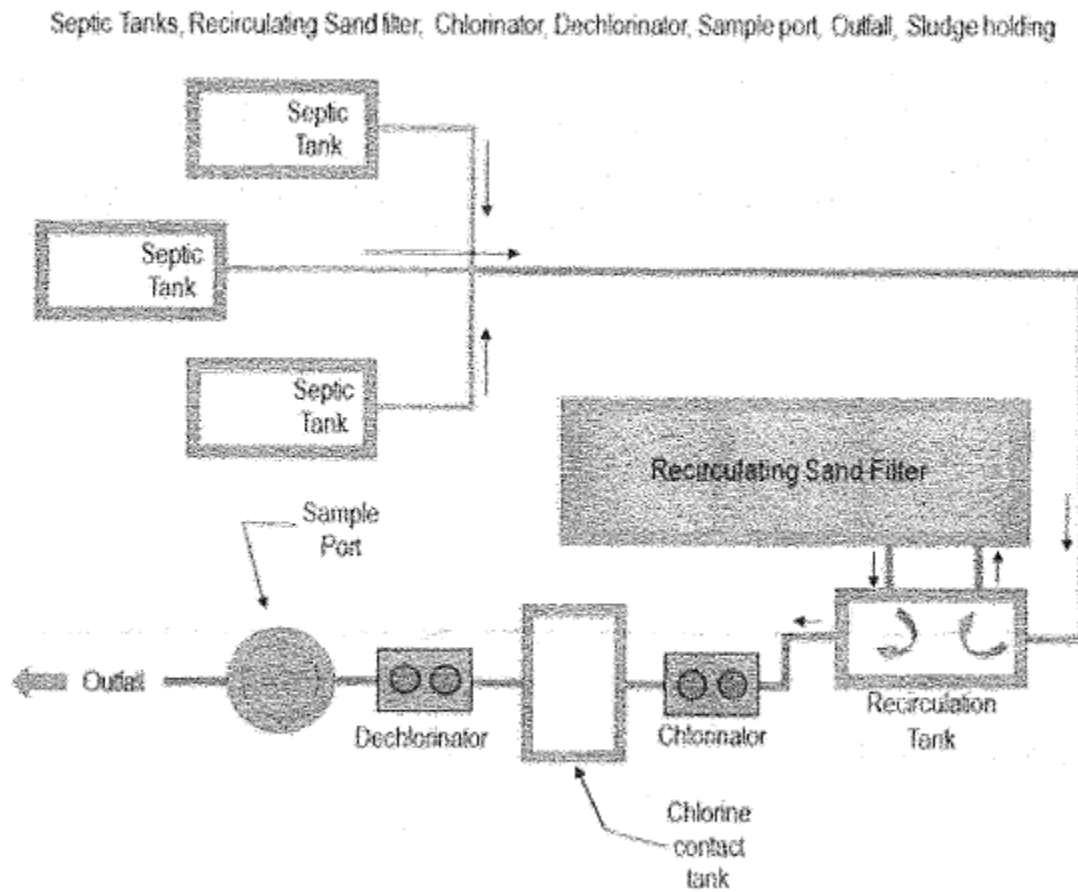 Septic Tanks, Recirculating Sand filter, Chlorinator, Dechlorinator, Sample port, Outfall, Sludge holding
Septic
Tank
Septic
Tank
Septic
Tank
Recirculating Sand Filter
Sample
Port
Outfall
Dechlorinator
Chlorinator
Recirculation
Tank
Chlorine
contact
tank